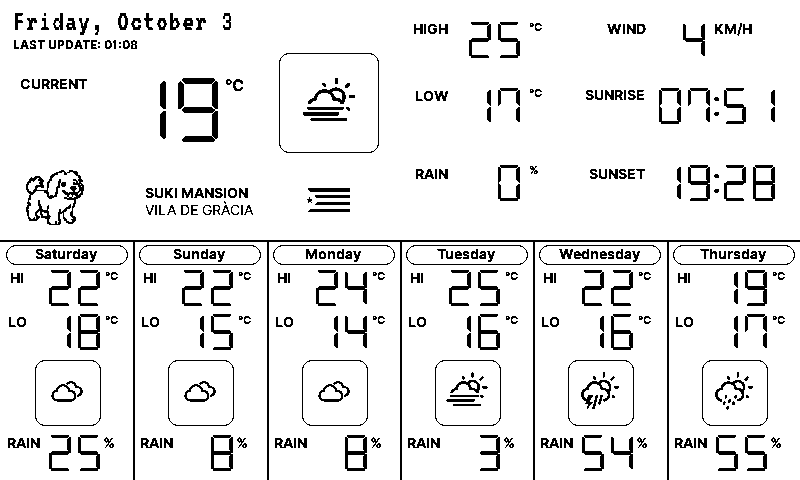 Friday, October 3
LAST UPDATE: 01:08
CURRENT 19 °C
SUKI MANSION
VILA DE GRÀCIA
HIGH 25 °C
LOW 17 °C
RAIN 0 %
WIND 4 KM/H
SUNRISE 07:51
SUNSET 19:28
Saturday
HI 22 °C
LO 18 °C
RAIN 25 %
Sunday
HI 22 °C
LO 15 °C
RAIN 8 %
Monday
HI 24 °C
LO 14 °C
RAIN 8 %
Tuesday
HI 25 °C
LO 16 °C
RAIN 3 %
Wednesday
HI 22 °C
LO 16 °C
RAIN 54 %
Thursday
HI 19 °C
LO 17 °C
RAIN 55 %